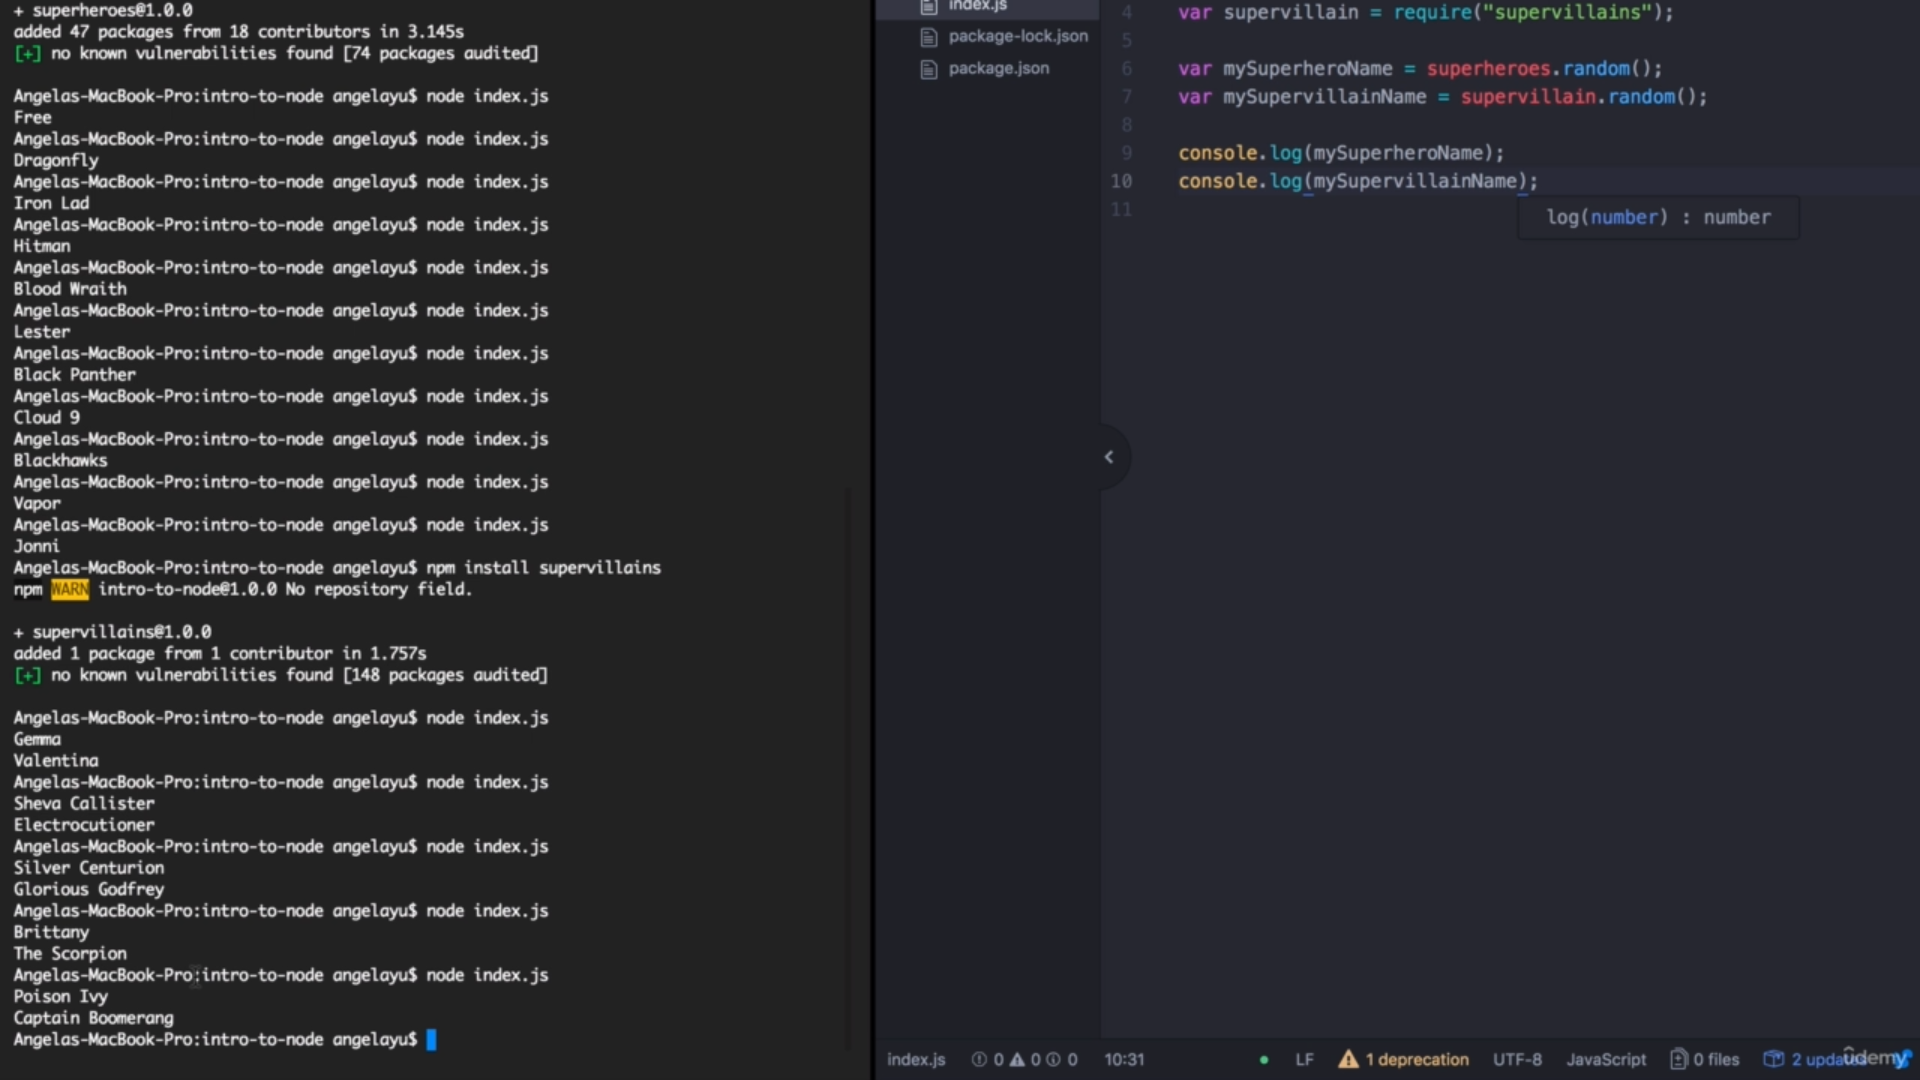 + superheroes@1.0.0
added 47 packages from 18 contributors in 3.145s
[+] no known vulnerabilities found [74 packages audited]
Angelas-MacBook-Pro:intro-to-node angelayu$ node index.js
Free
Angelas-MacBook-Pro:intro-to-node angelayu$ node index.js
Dragonfly
Angelas-MacBook-Pro:intro-to-node angelayu$ node index.js
Iron Lad
Angelas-MacBook-Pro:intro-to-node angelayu$ node index.js
Hitman
Angelas-MacBook-Pro:intro-to-node angelayu$ node index.js
Blood Wraith
Angelas-MacBook-Pro:intro-to-node angelayu$ node index.js
Lester
Angelas-MacBook-Pro:intro-to-node angelayu$ node index.js
Black Panther
Angelas-MacBook-Pro:intro-to-node angelayu$ node index.js
Cloud 9
Angelas-MacBook-Pro:intro-to-node angelayu$ node index.js
Blackhawks
Angelas-MacBook-Pro:intro-to-node angelayu$ node index.js
Vapor
Angelas-MacBook-Pro:intro-to-node angelayu$ node index.js
Jonni
Angelas-MacBook-Pro:intro-to-node angelayu$ npm install supervillains
npm WARN intro-to-node@1.0.0 No repository field.
+ supervillains@1.0.0
added 1 package from 1 contributor in 1.757s
[+] no known vulnerabilities found [148 packages audited]
Angelas-MacBook-Pro:intro-to-node angelayu$ node index.js
Gemma
Valentina
Angelas-MacBook-Pro:intro-to-node angelayu$ node index.js
Sheva Callister
Electrocutioner
Angelas-MacBook-Pro:intro-to-node angelayu$ node index.js
Silver Centurion
Glorious Godfrey
Angelas-MacBook-Pro:intro-to-node angelayu$ node index.js
Brittany
The Scorpion
Angelas-MacBook-Pro:intro-to-node angelayu$ node index.js
Poison Ivy
Captain Boomerang
Angelas-MacBook-Pro:intro-to-node angelayu$
index.js
package-lock.json
package.json
4 var supervillain = require("supervillains");
5
6 var mySuperheroName = superheroes.random();
7 var mySupervillainName = supervillain.random();
8
9 console.log(mySuperheroName);
10 console.log(mySupervillainName);
11
log(number) : number
index.js 0 0 0 10:31 LF 1 deprecation UTF-8 JavaScript 0 files 2 updates
ûdemy